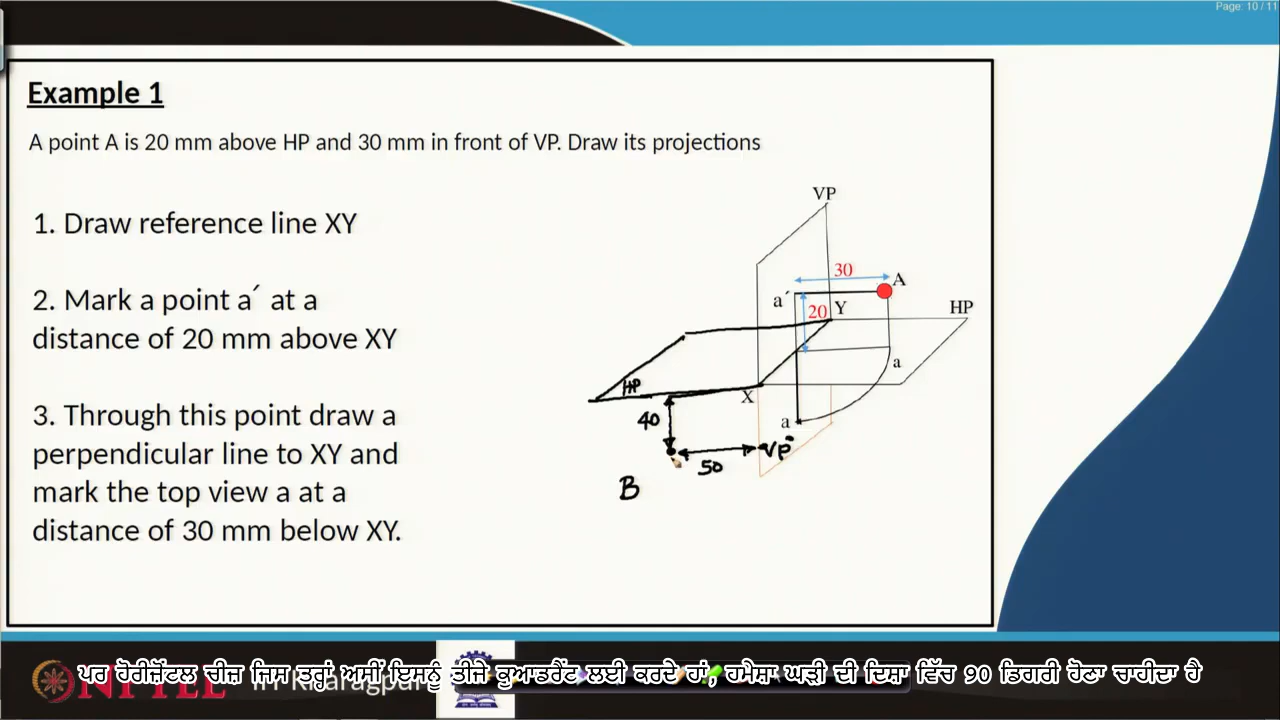 Page: 10 / 11
Example 1
A point A is 20 mm above HP and 30 mm in front of VP. Draw its projections
1. Draw reference line XY
2. Mark a point a´ at a
distance of 20 mm above XY
3. Through this point draw a
perpendicular line to XY and
mark the top view a at a
distance of 30 mm below XY.
VP
30
A
a´
20
Y
HP
HP
a
X
40
a
VP
50
B
NPTEL
IIT Kharagpur
ਪਰ ਹੋਰੀਜ਼ੋਂਟਲ ਚੀਜ਼ ਜਿਸ ਤਰ੍ਹਾਂ ਅਸੀਂ ਇਸਨੂੰ ਤੀਜੇ ਕੁਆਡਰੈਂਟ ਲਈ ਕਰਦੇ ਹਾਂ, ਹਮੇਸ਼ਾ ਘੜੀ ਦੀ ਦਿਸ਼ਾ ਵਿੱਚ 90 ਡਿਗਰੀ ਹੋਣਾ ਚਾਹੀਦਾ ਹੈ